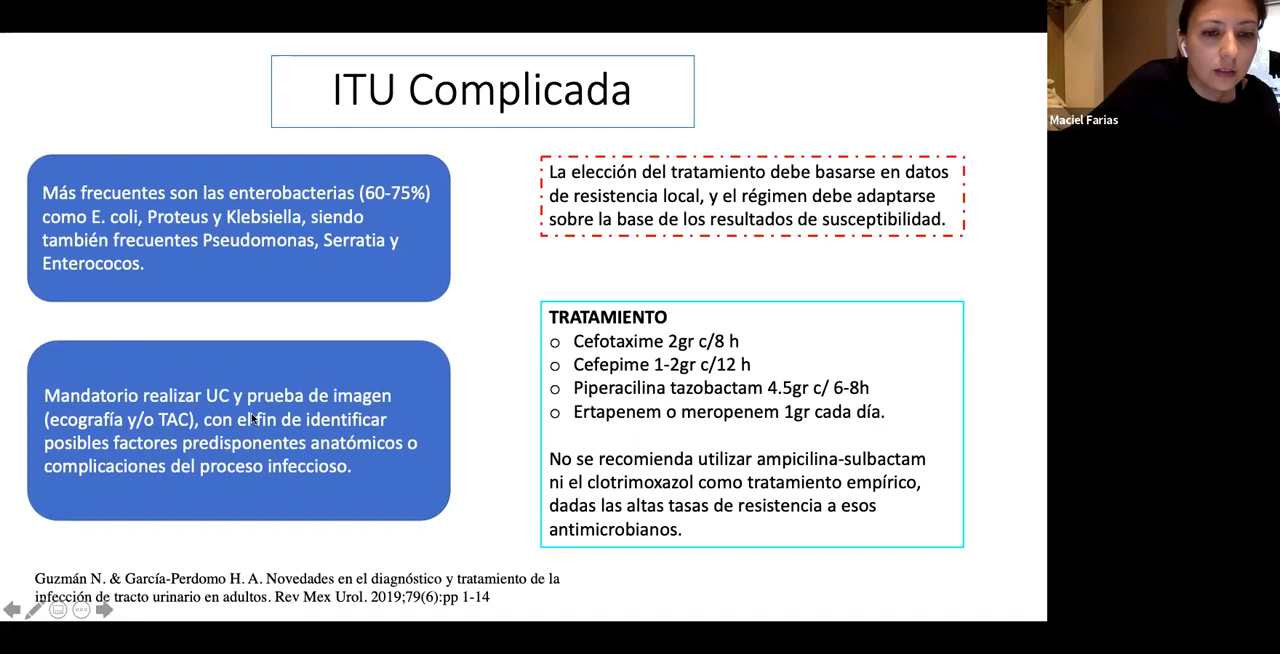 ITU Complicada
Más frecuentes son las enterobacterias (60-75%)
como E. coli, Proteus y Klebsiella, siendo
también frecuentes Pseudomonas, Serratia y
Enterococos.
Mandatorio realizar UC y prueba de imagen
(ecografía y/o TAC), con el fin de identificar
posibles factores predisponentes anatómicos o
complicaciones del proceso infeccioso.
La elección del tratamiento debe basarse en datos
de resistencia local, y el régimen debe adaptarse
sobre la base de los resultados de susceptibilidad.
TRATAMIENTO
o Cefotaxime 2gr c/8 h
o Cefepime 1-2gr c/12 h
o Piperacilina tazobactam 4.5gr c/ 6-8h
o Ertapenem o meropenem 1gr cada día.
No se recomienda utilizar ampicilina-sulbactam
ni el clotrimoxazol como tratamiento empírico,
dadas las altas tasas de resistencia a esos
antimicrobianos.
Guzmán N. & García-Perdomo H. A. Novedades en el diagnóstico y tratamiento de la
infección de tracto urinario en adultos. Rev Mex Urol. 2019;79(6):pp 1-14
Maciel Farias